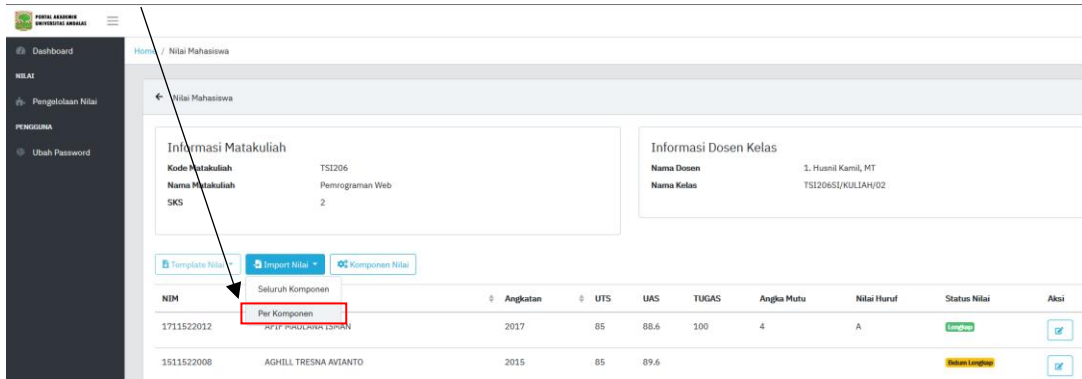 PORTAL AKADEMIK
UNIVERSITAS ANDALAS
Dashboard
NILAI
Pengelolaan Nilai
PENGGUNA
Ubah Password
Home / Nilai Mahasiswa
Nilai Mahasiswa
Informasi Matakuliah
Kode Matakuliah TSI206
Nama Matakuliah Pemrograman Web
SKS 2
Informasi Dosen Kelas
Nama Dosen 1. Husnil Kamil, MT
Nama Kelas TSI206SI/KULIAH/02
Template Nilai Import Nilai Komponen Nilai
Seluruh Komponen
Per Komponen
NIM Angkatan UTS UAS TUGAS Angka Mutu Nilai Huruf Status Nilai Aksi
1711522012 AFIF MAULANA ISMAN 2017 85 88.6 100 4 A Lengkap
1511522008 AGHILL TRESNA AVIANTO 2015 85 89.6 Belum Lengkap